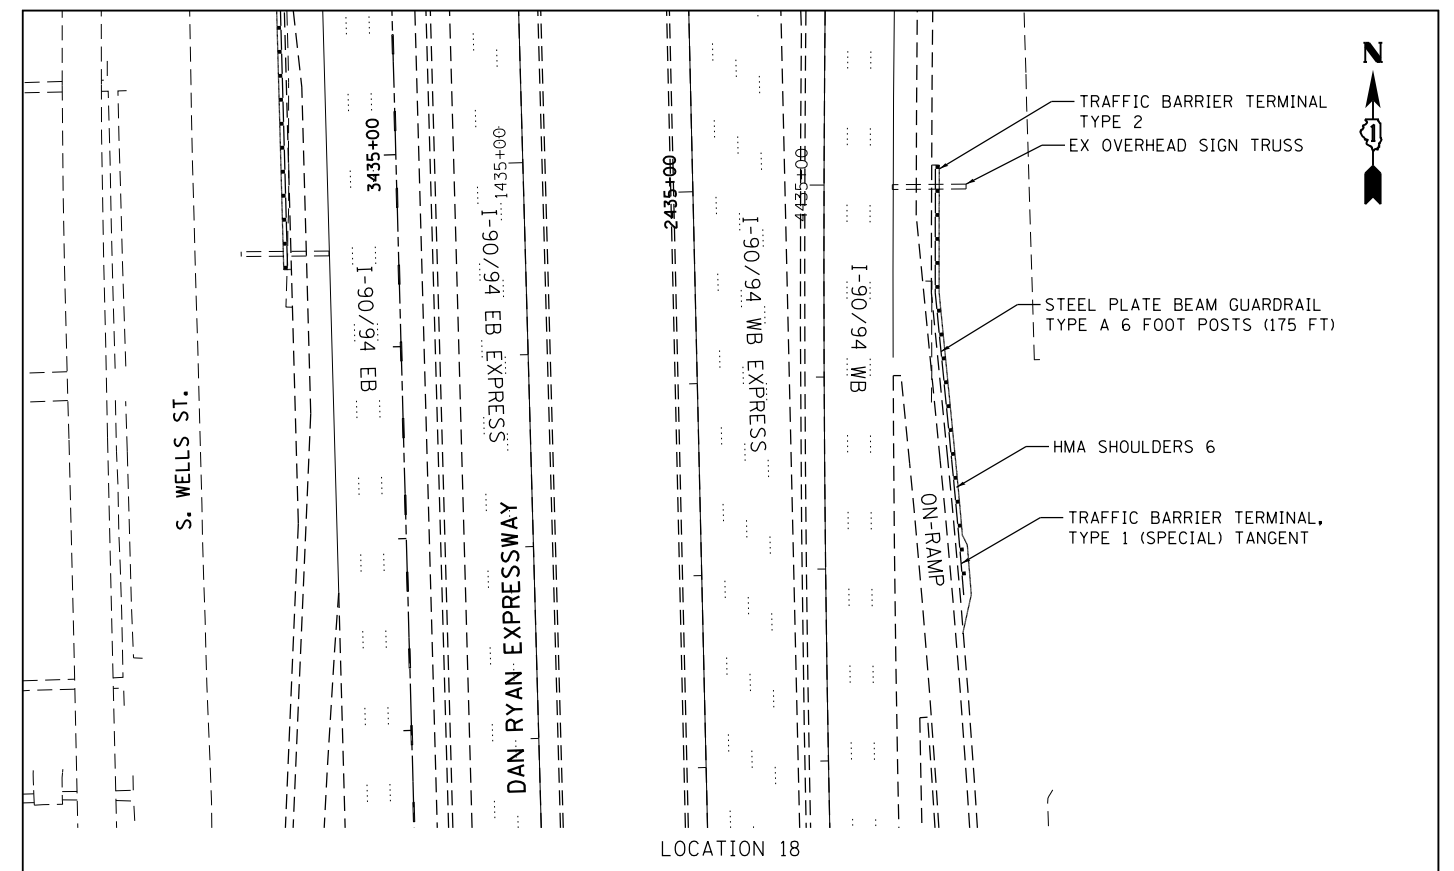 N
1
TRAFFIC BARRIER TERMINAL
TYPE 2
EX OVERHEAD SIGN TRUSS
3435+00
1435+00
2435+00
4435+00
I-90/94 EB
I-90/94 EB EXPRESS
I-90/94 WB EXPRESS
I-90/94 WB
STEEL PLATE BEAM GUARDRAIL
TYPE A 6 FOOT POSTS (175 FT)
S. WELLS ST.
HMA SHOULDERS 6
ON-RAMP
DAN RYAN EXPRESSWAY
TRAFFIC BARRIER TERMINAL,
TYPE 1 (SPECIAL) TANGENT
LOCATION 18